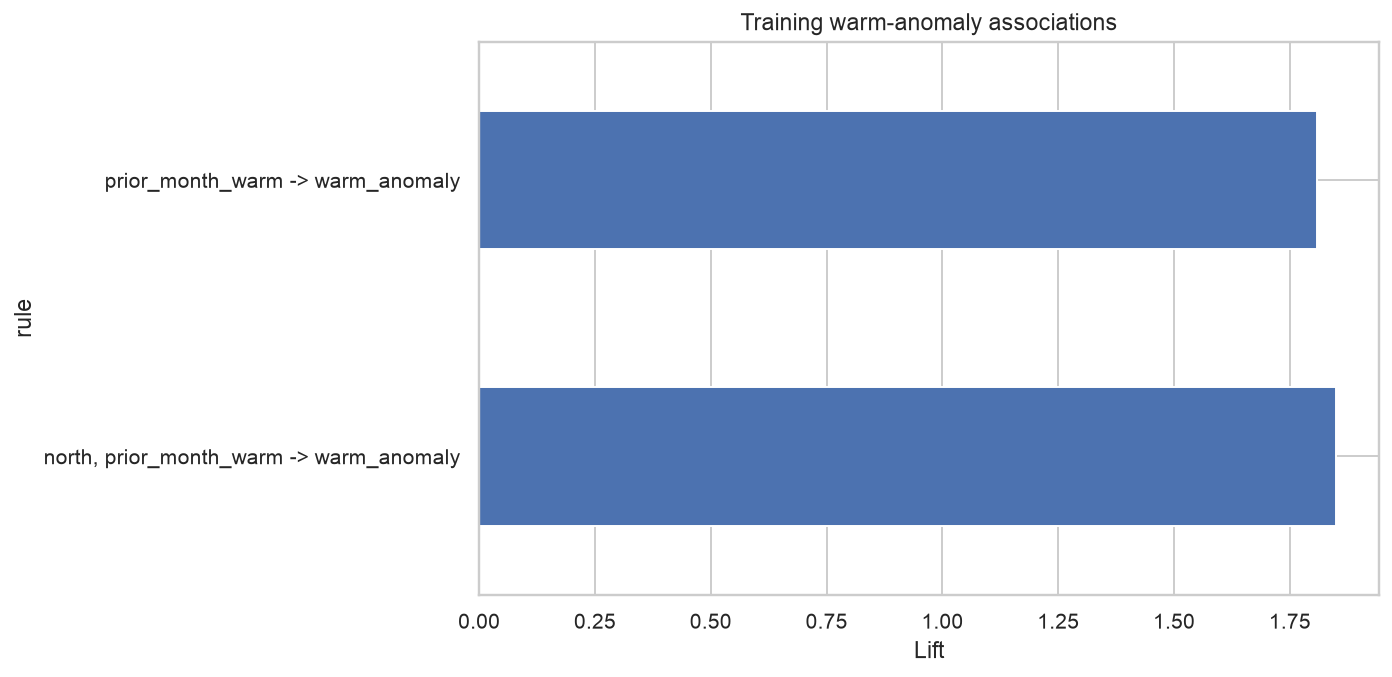 Training warm-anomaly associations
rule
prior_month_warm -> warm_anomaly
north, prior_month_warm -> warm_anomaly
0.00 0.25 0.50 0.75 1.00 1.25 1.50 1.75
Lift